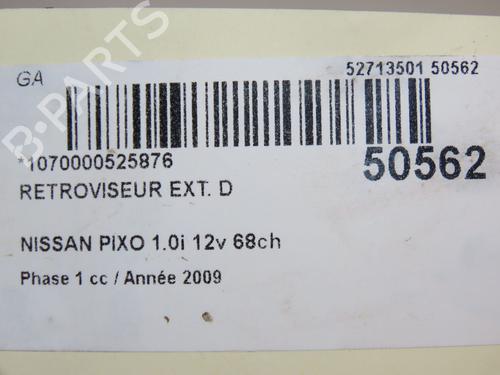 GA
52713501 50562
*1070000525876
50562
RETROVISEUR EXT. D
NISSAN PIXO 1.0i 12v 68ch
Phase 1 cc / Année 2009
B-PARTS